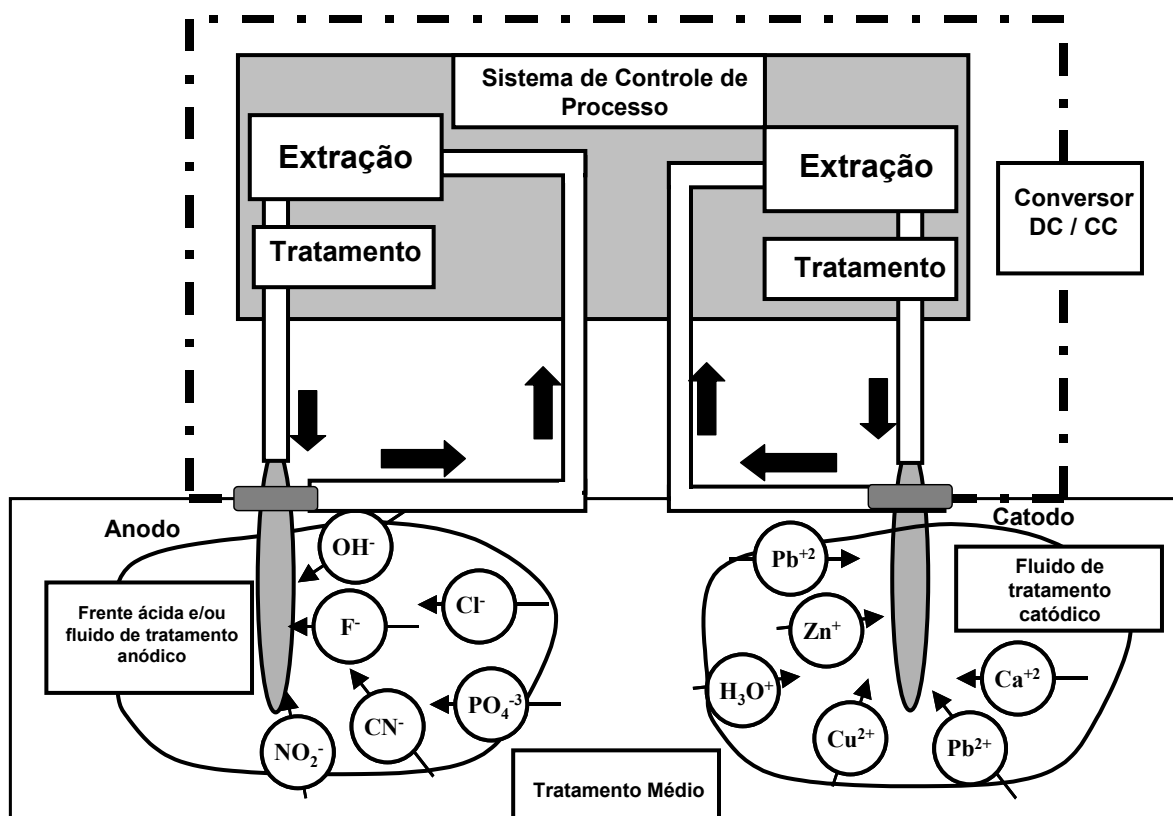 Sistema de Controle de
Processo
Extração
Extração
Conversor
DC / CC
Tratamento
Tratamento
Anodo
Catodo
OH-
Pb+2
Fluido de
tratamento
catódico
Frente ácida e/ou
fluido de tratamento
anódico
F-
Cl-
Zn+
H3O+
Ca+2
NO2-
CN-
PO4-3
Cu2+
Pb2+
Tratamento Médio